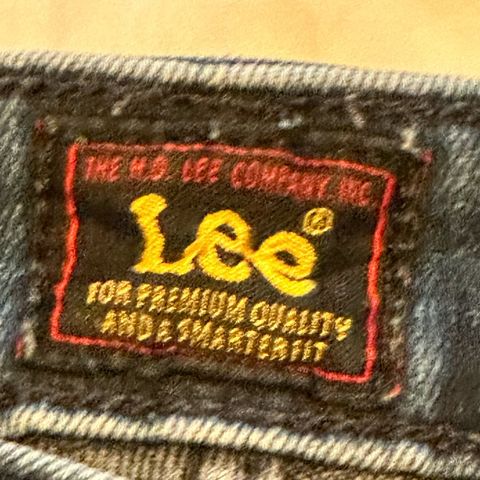 THE H.D. LEE COMPANY, INC
Lee®
FOR PREMIUM QUALITY
AND A SMARTER FIT